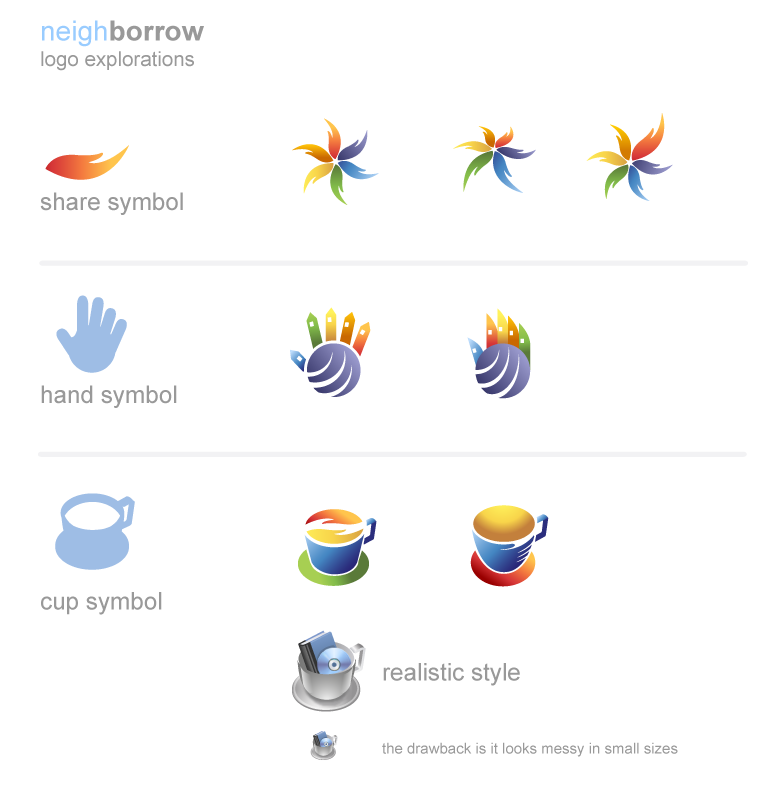 neighborrow
logo explorations
share symbol
hand symbol
cup symbol
realistic style
the drawback is it looks messy in small sizes